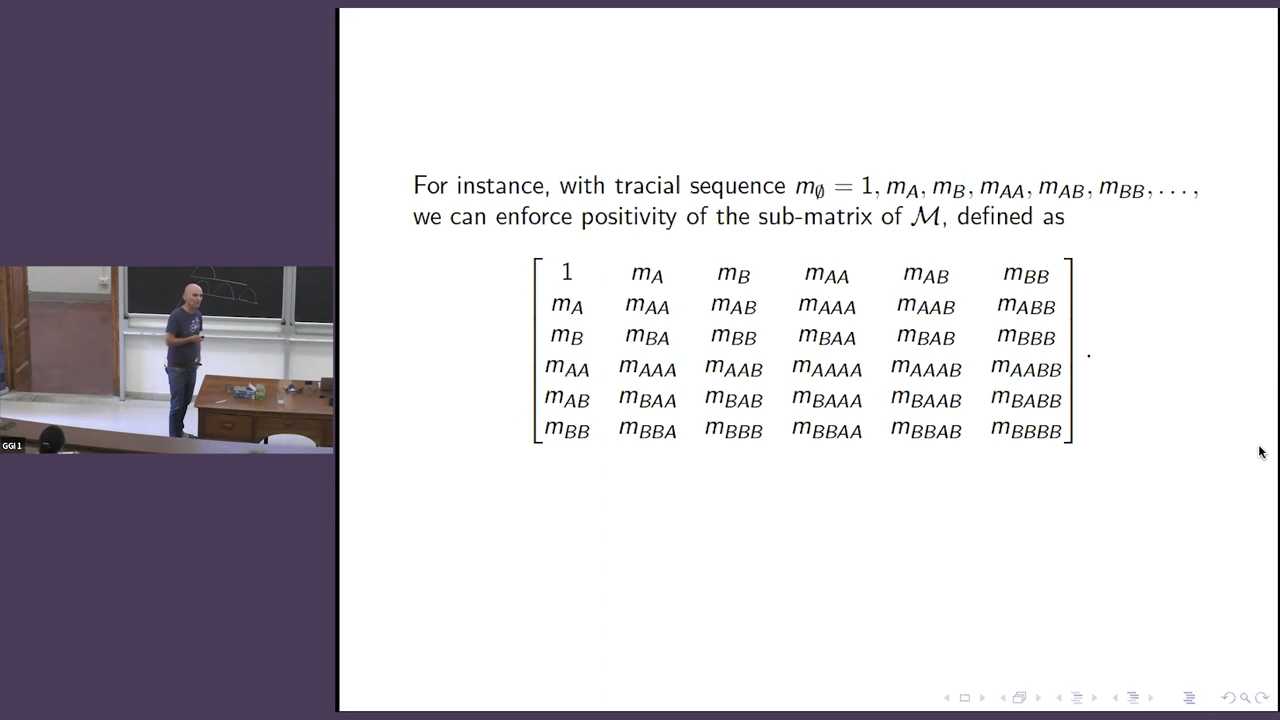 For instance, with tracial sequence m∅ = 1, m_A, m_B, m_AA, m_AB, m_BB, . . . ,
we can enforce positivity of the sub-matrix of ℳ, defined as
1 m_A m_B m_AA m_AB m_BB
m_A m_AA m_AB m_AAA m_AAB m_ABB
m_B m_BA m_BB m_BAA m_BAB m_BBB
m_AA m_AAA m_AAB m_AAAA m_AAAB m_AABB
m_AB m_BAA m_BAB m_BAAA m_BAAB m_BABB
m_BB m_BBA m_BBB m_BBAA m_BBAB m_BBBB
.
GGI 1